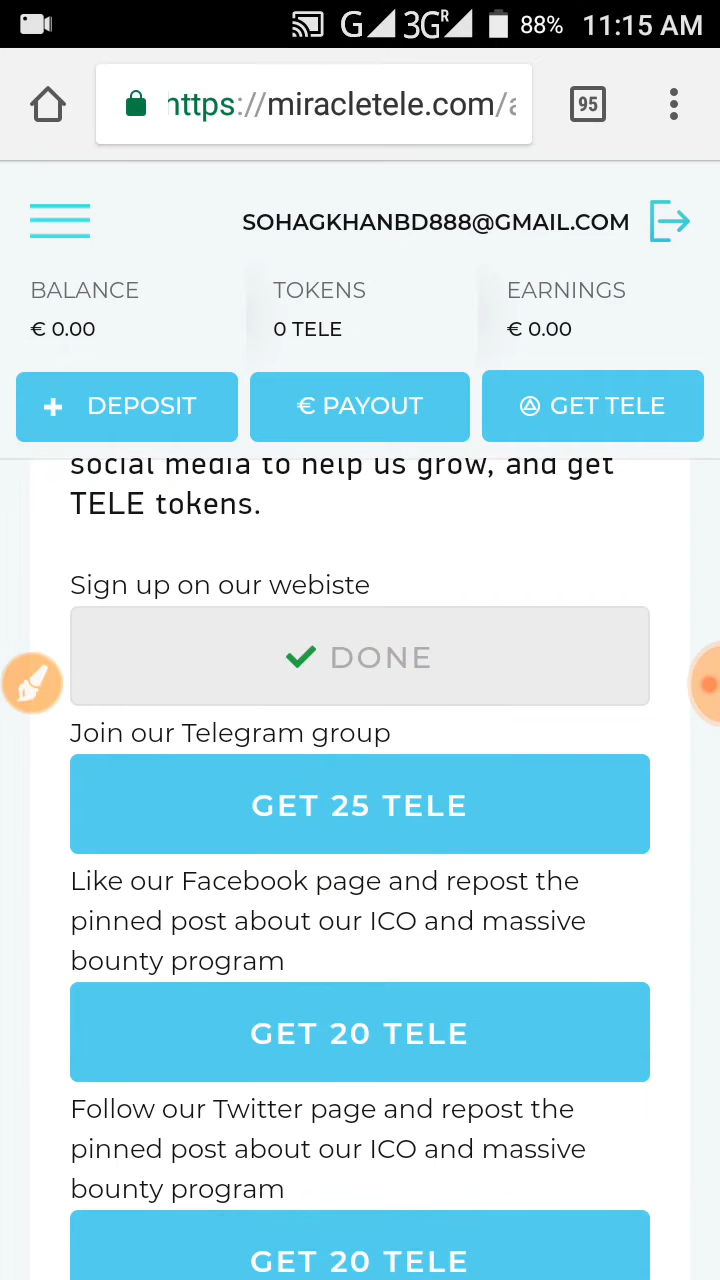 G 3G R 88% 11:15 AM
https://miracletele.com/a
95
SOHAGKHANBD888@GMAIL.COM
BALANCE TOKENS EARNINGS
€ 0.00 0 TELE € 0.00
+ DEPOSIT € PAYOUT GET TELE
social media to help us grow, and get
TELE tokens.
Sign up on our webiste
DONE
Join our Telegram group
GET 25 TELE
Like our Facebook page and repost the
pinned post about our ICO and massive
bounty program
GET 20 TELE
Follow our Twitter page and repost the
pinned post about our ICO and massive
bounty program
GET 20 TELE